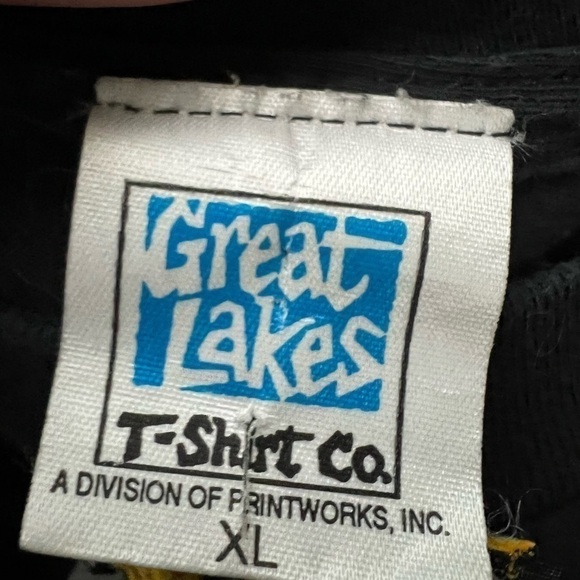 Great
Lakes
T-Shirt Co.
A DIVISION OF PRINTWORKS, INC.
XL